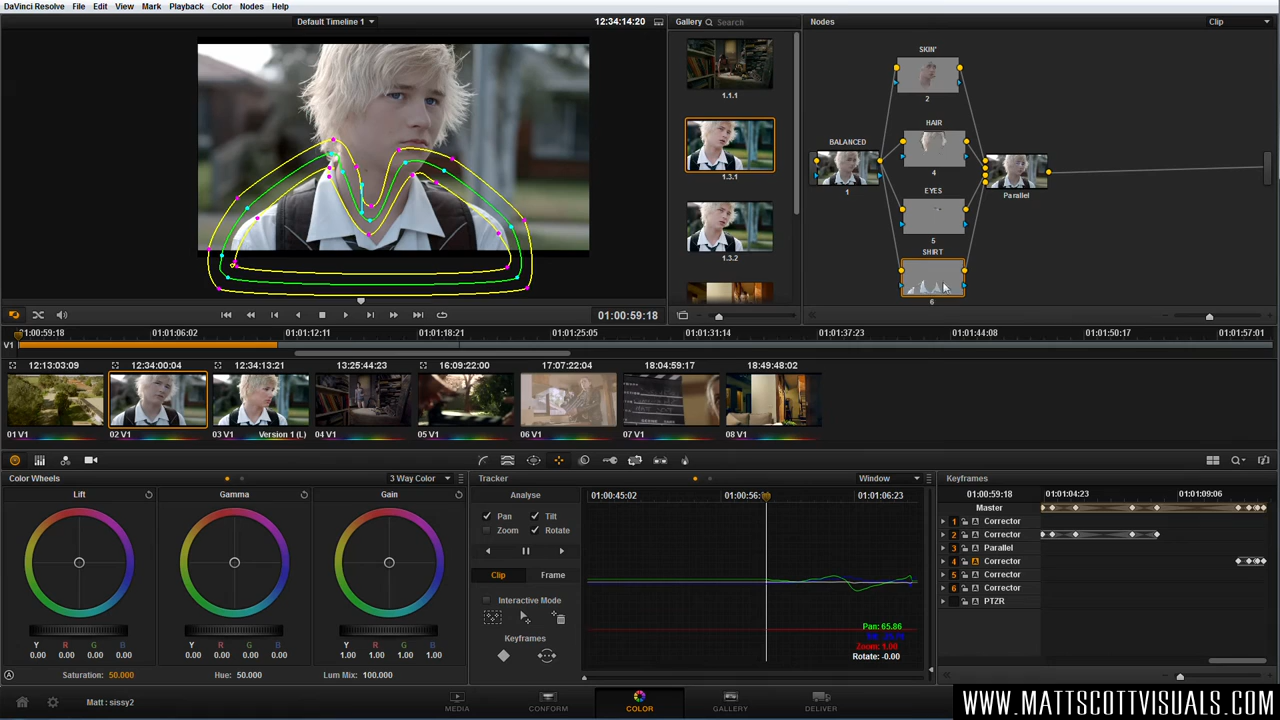 DaVinci Resolve File Edit View Mark Playback Color Nodes Help
Default Timeline 1 12:34:14:20 Gallery Search Nodes Clip
1.1.1
1.3.1
1.3.2
SKIN'
2
HAIR
4
BALANCED
1
EYES
5
Parallel
SHIRT
6
01:00:59:18
V1
01:00:59:18 01:01:06:02 01:01:12:11 01:01:18:21 01:01:25:05 01:01:31:14 01:01:37:23 01:01:44:08 01:01:50:17 01:01:57:01
12:13:03:09 12:34:00:04 12:34:13:21 13:25:44:23 16:09:22:00 17:07:22:04 18:04:59:17 18:49:48:02
01 V1 02 V1 03 V1 Version 1 (L) 04 V1 05 V1 06 V1 07 V1 08 V1
Color Wheels 3 Way Color
Lift Gamma Gain
Y R G B Y R G B Y R G B
0.00 0.00 0.00 0.00 0.00 0.00 0.00 0.00 1.00 1.00 1.00 1.00
A Saturation: 50.000 Hue: 50.000 Lum Mix: 100.000
Tracker Window
Analyse
Pan Tilt
Zoom Rotate
Clip Frame
Interactive Mode
Keyframes
01:00:45:02 01:00:56: 01:01:06:23
Pan: 65.86
Zoom: 1.00
Rotate: -0.00
Keyframes
01:00:59:18 01:01:04:23 01:01:09:06
Master
1 Corrector
2 Corrector
3 Parallel
4 Corrector
5 Corrector
6 Corrector
PTZR
Matt : sissy2
MEDIA CONFORM COLOR GALLERY DELIVER
WWW.MATTSCOTTVISUALS.COM